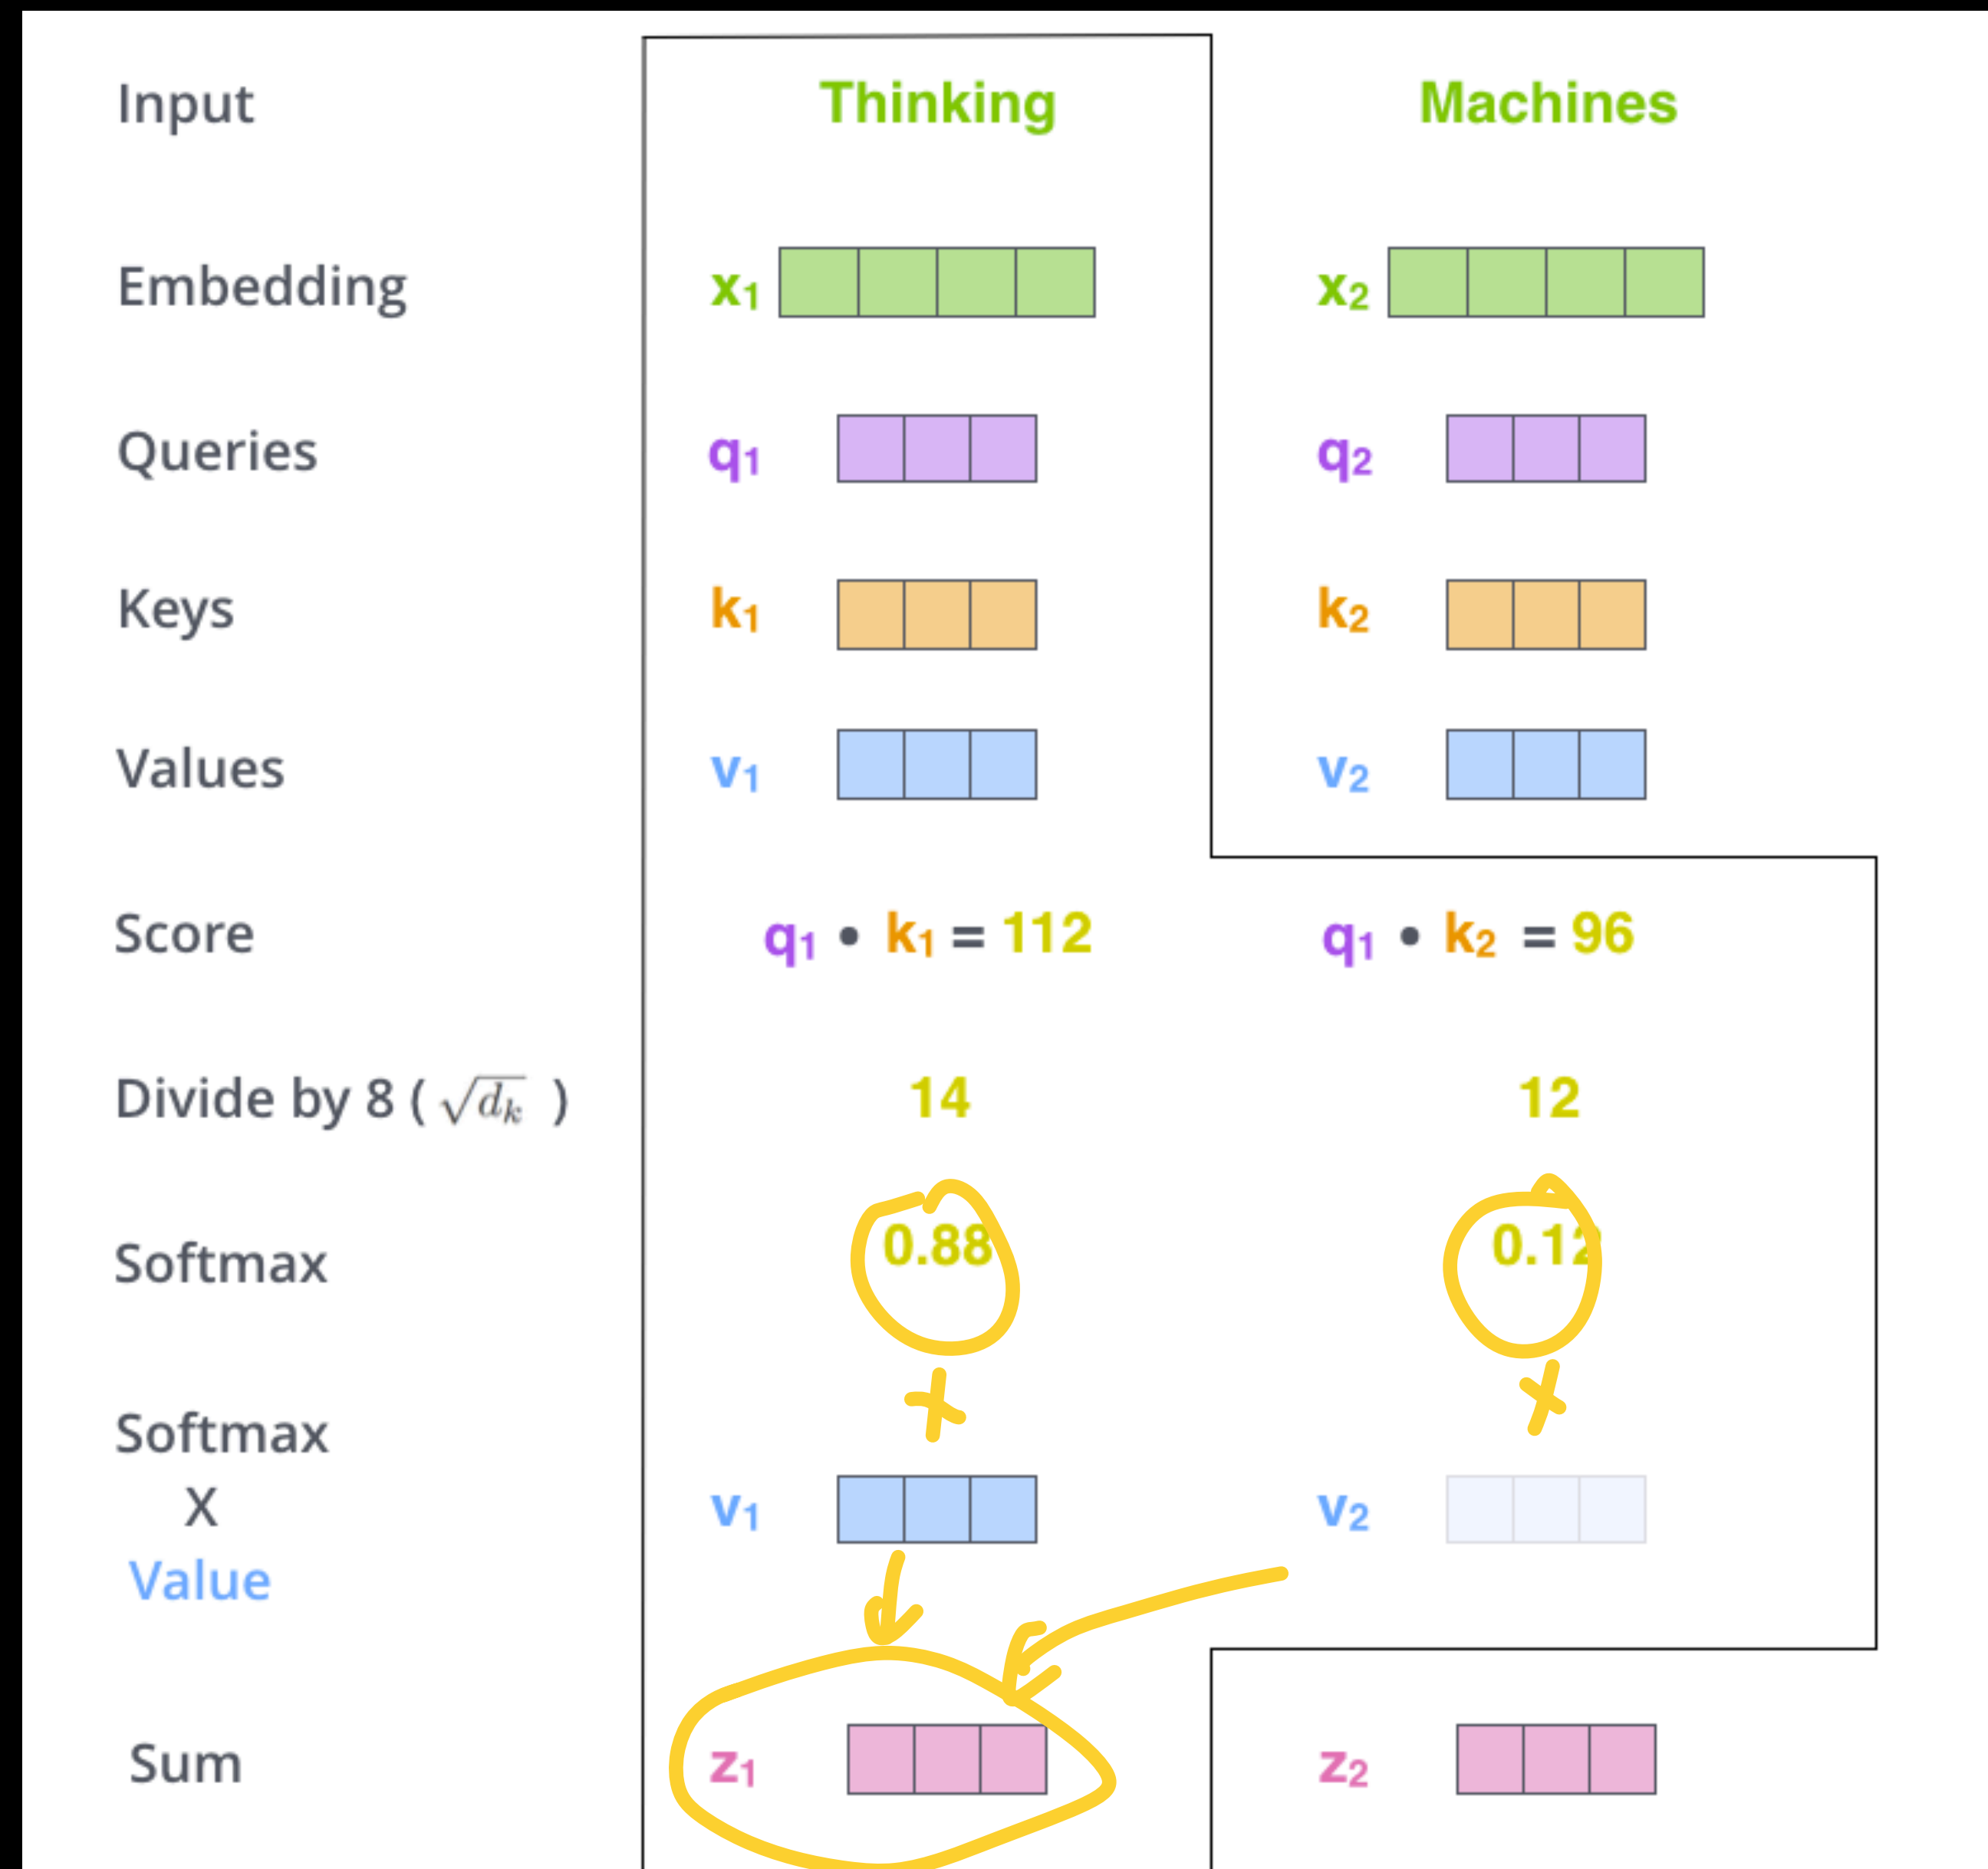 Input Thinking Machines
Embedding x₁ x₂
Queries q₁ q₂
Keys k₁ k₂
Values v₁ v₂
Score q₁ • k₁ = 112 q₁ • k₂ = 96
Divide by 8 ( √dₖ ) 14 12
Softmax 0.88 0.12
Softmax
X
v₁ v₂
Value
Sum z₁ z₂